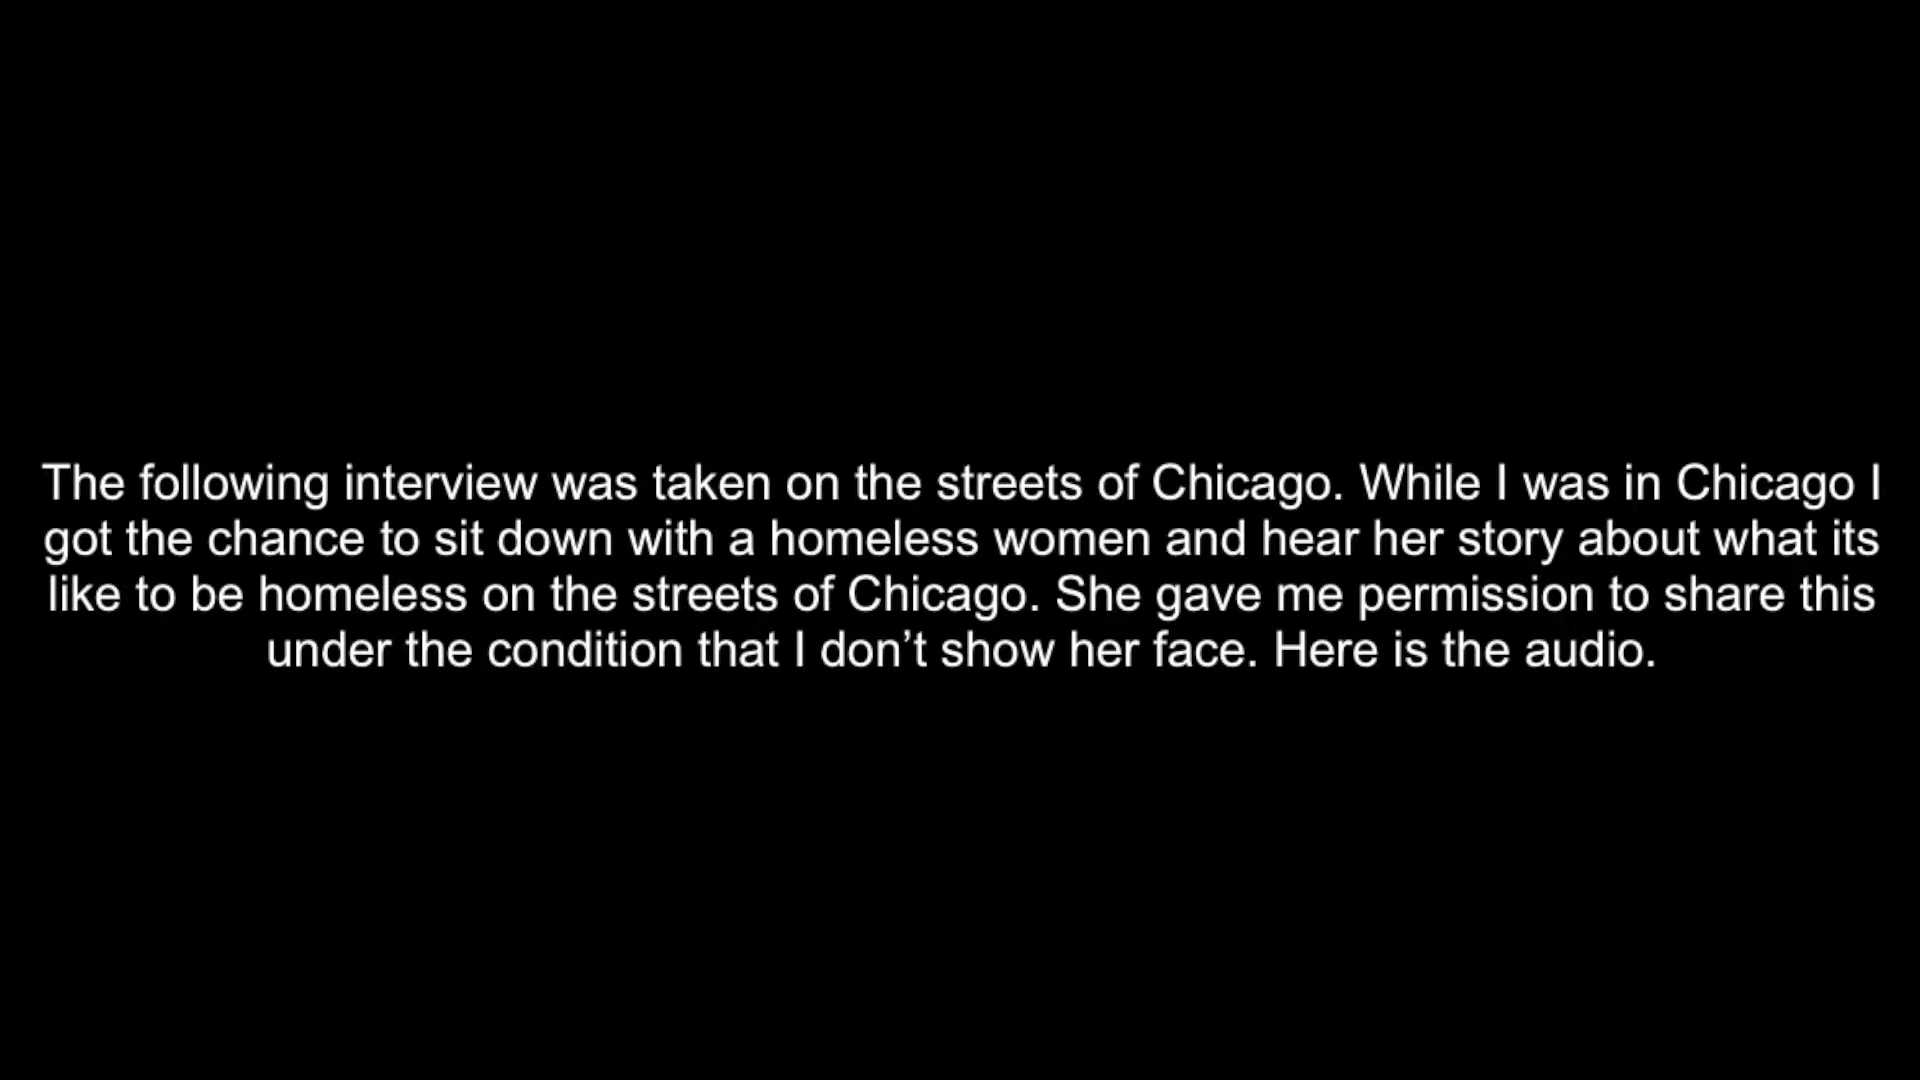 The following interview was taken on the streets of Chicago. While I was in Chicago I
got the chance to sit down with a homeless women and hear her story about what its
like to be homeless on the streets of Chicago. She gave me permission to share this
under the condition that I don’t show her face. Here is the audio.